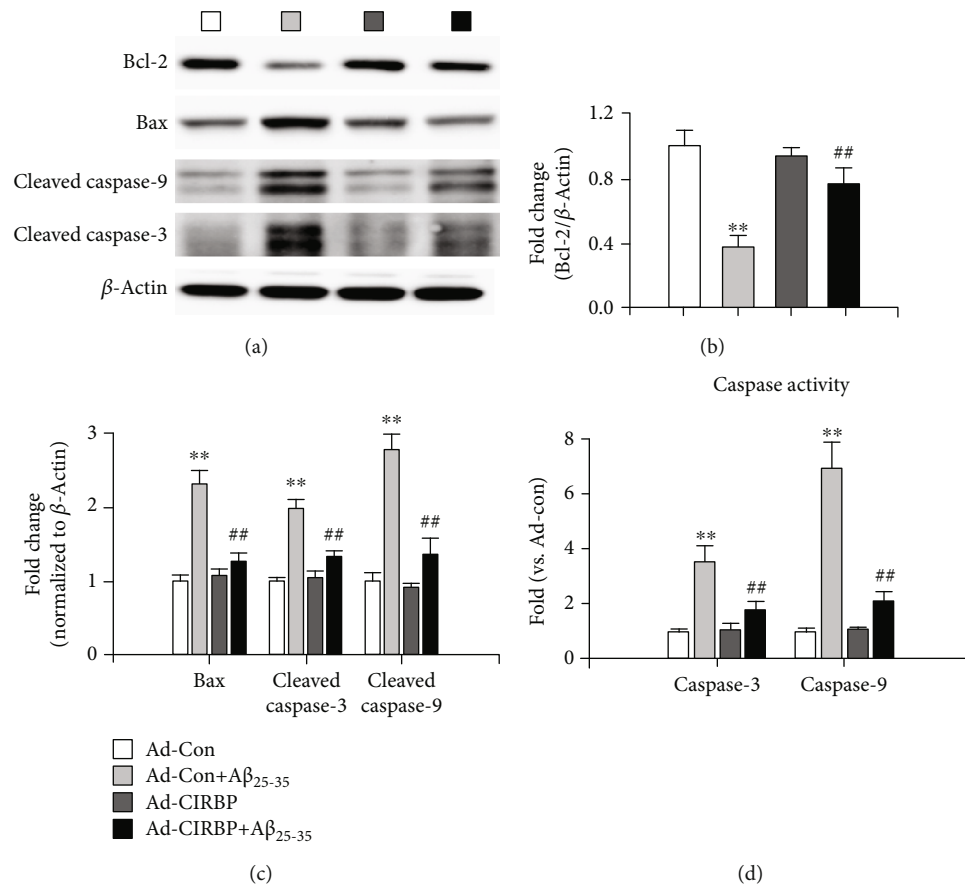 Bcl-2
Bax
Cleaved caspase-9
Cleaved caspase-3
β-Actin
(a)
Fold change
(Bcl-2/β-Actin)
1.2
0.8
0.4
0.0
**
##
(b)
Fold change
(normalized to β-Actin)
3
2
1
0
**
##
**
##
**
##
Bax
Cleaved
caspase-3
Cleaved
caspase-9
Ad-Con
Ad-Con+Aβ25-35
Ad-CIRBP
Ad-CIRBP+Aβ25-35
(c)
Caspase activity
Fold (vs. Ad-con)
8
6
4
2
0
**
##
**
##
Caspase-3
Caspase-9
(d)